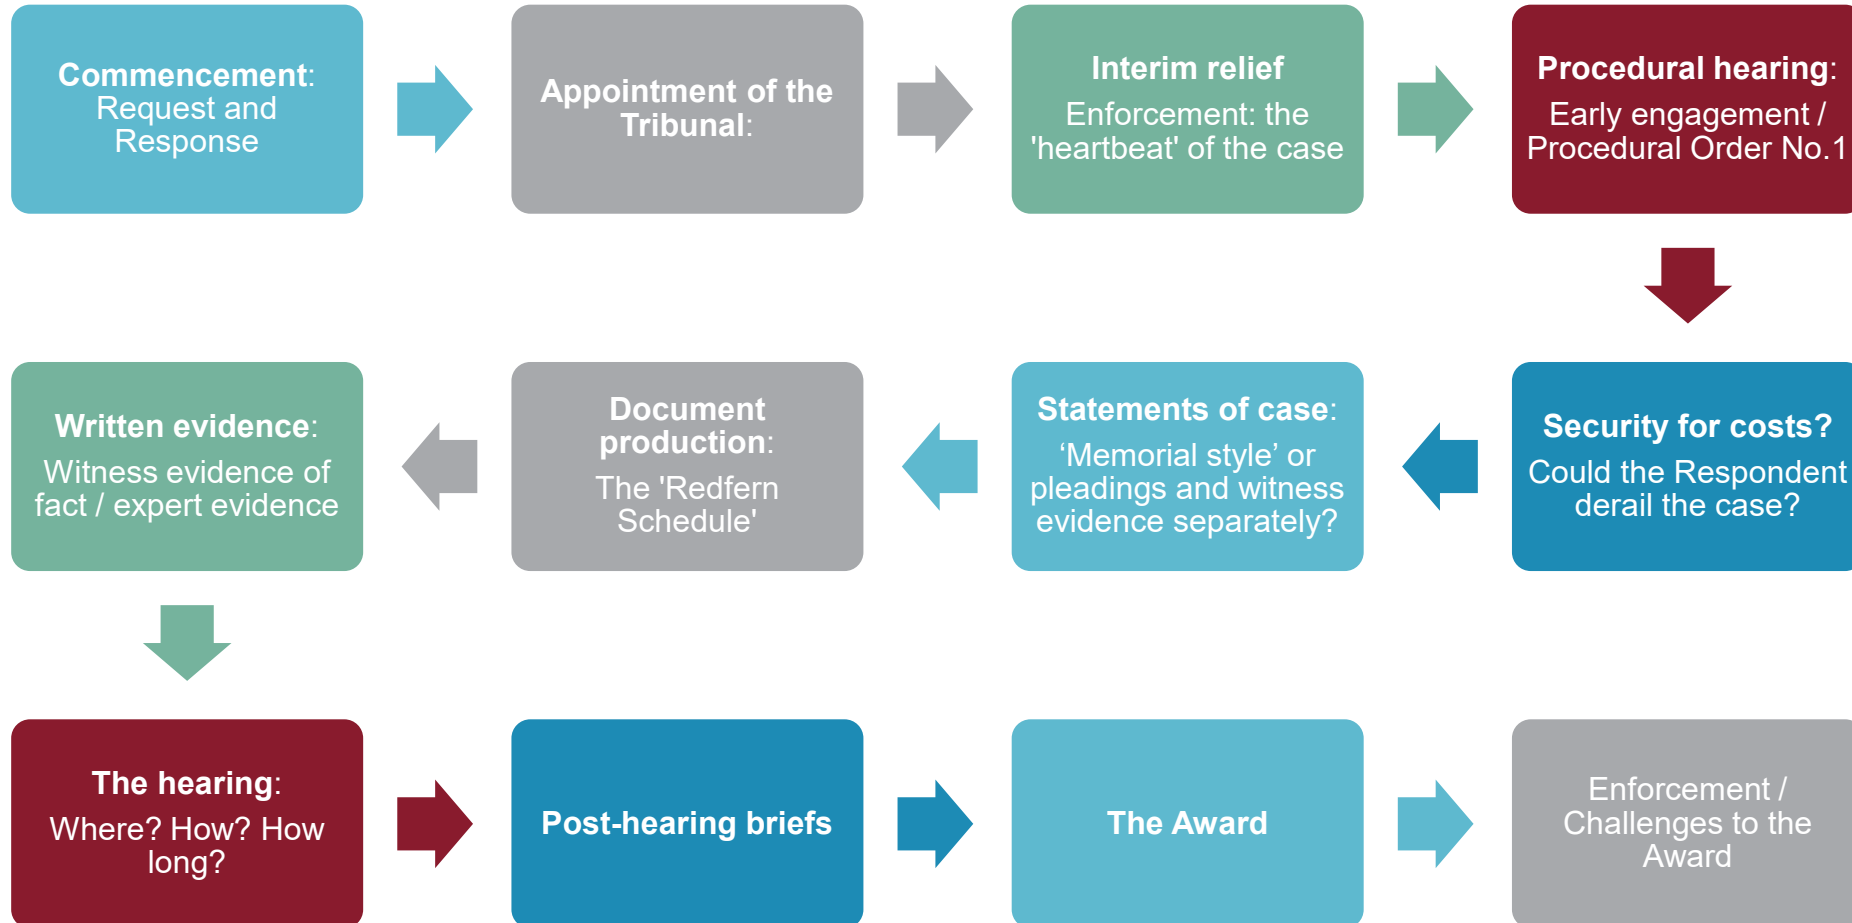 Commencement:
Request and
Response
Appointment of the
Tribunal:
Interim relief
Enforcement: the
'heartbeat' of the case
Procedural hearing:
Early engagement /
Procedural Order No.1
Security for costs?
Could the Respondent
derail the case?
Statements of case:
‘Memorial style’ or
pleadings and witness
evidence separately?
Document
production:
The 'Redfern
Schedule'
Written evidence:
Witness evidence of
fact / expert evidence
The hearing:
Where? How? How
long?
Post-hearing briefs
The Award
Enforcement /
Challenges to the
Award